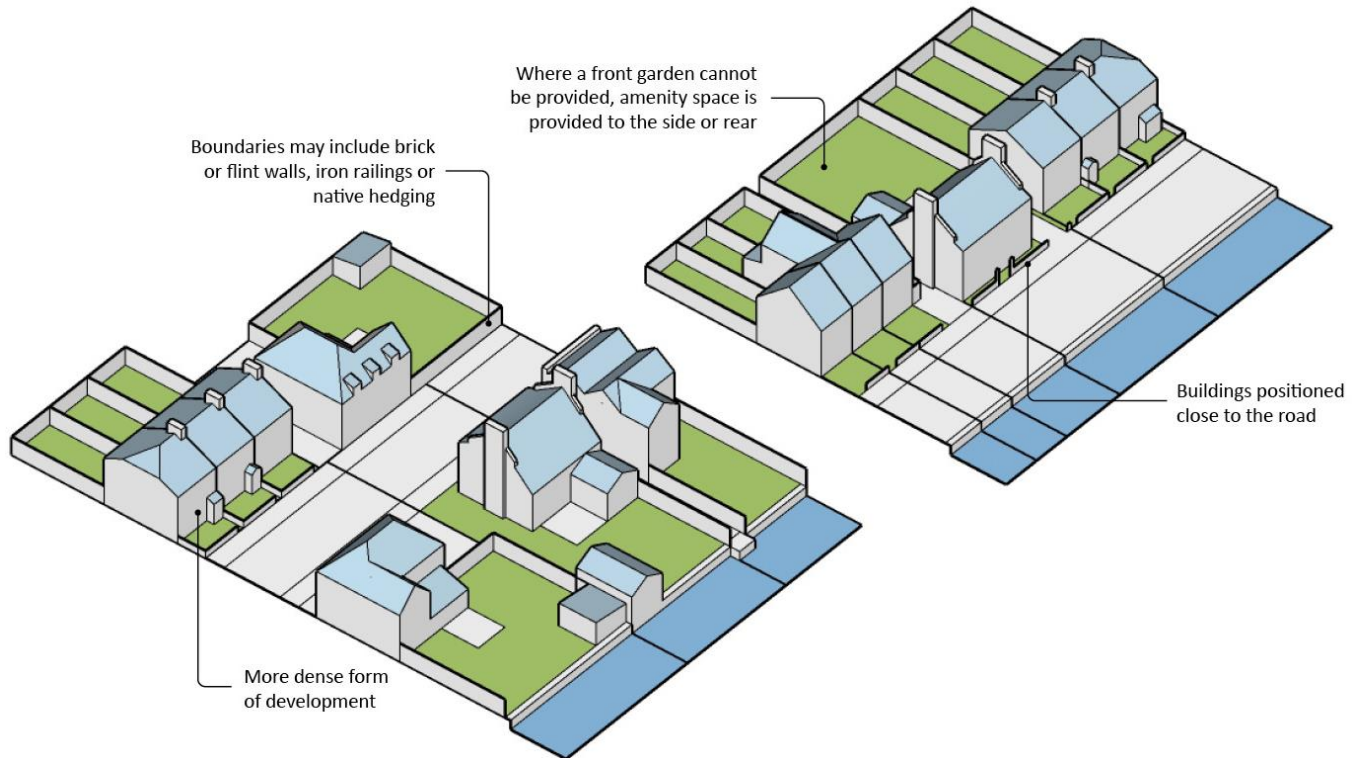 Where a front garden cannot
be provided, amenity space is
provided to the side or rear
Boundaries may include brick
or flint walls, iron railings or
native hedging
Buildings positioned
close to the road
More dense form
of development